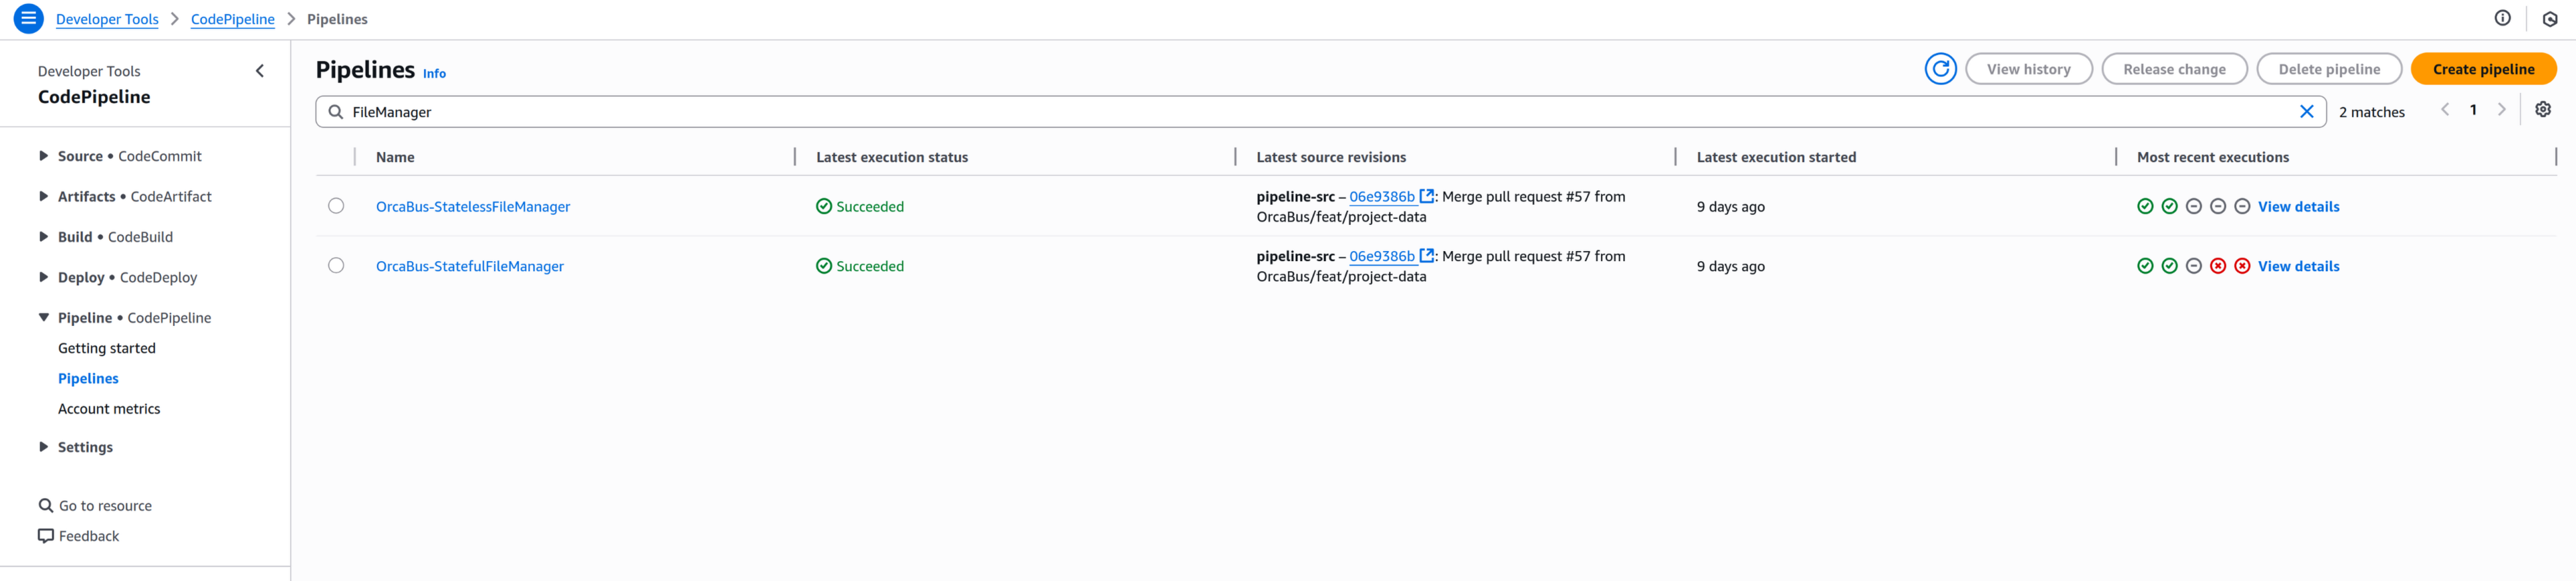 Developer Tools > CodePipeline > Pipelines
Developer Tools
CodePipeline
Source • CodeCommit
Artifacts • CodeArtifact
Build • CodeBuild
Deploy • CodeDeploy
Pipeline • CodePipeline
Getting started
Pipelines
Account metrics
Settings
Go to resource
Feedback
Pipelines Info
View history
Release change
Delete pipeline
Create pipeline
FileManager
2 matches
1
Name
Latest execution status
Latest source revisions
Latest execution started
Most recent executions
OrcaBus-StatelessFileManager
Succeeded
pipeline-src – 06e9386b : Merge pull request #57 from
OrcaBus/feat/project-data
9 days ago
View details
OrcaBus-StatefulFileManager
Succeeded
pipeline-src – 06e9386b : Merge pull request #57 from
OrcaBus/feat/project-data
9 days ago
View details